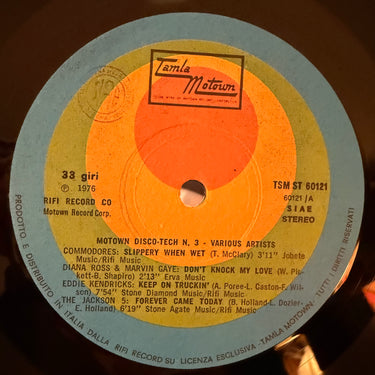 Tamla
Motown
33 giri
℗ 1976
RIFI RECORD CO
Motown Record Corp.
TSM ST 60121
60121/A
SIAE
STEREO
MOTOWN DISCO-TECH N. 3 - VARIOUS ARTISTS
COMMODORES: SLIPPERY WHEN WET (T. McClary) 3'11" Jobete
Music/Rifi Music
DIANA ROSS & MARVIN GAYE: DON'T KNOCK MY LOVE (W. Pis-
kett-B. Shapiro) 2'13" Erva Music
EDDIE KENDRICKS: KEEP ON TRUCKIN' (A. Poree-L. Caston-F. Wil-
son) 7'54" Stone Diamond Music/Rifi Music
THE JACKSON 5: FOREVER CAME TODAY (B. Holland-L. Dozier-
E. Holland) 6'19" Stone Agate Music/Rifi Music
PRODOTTO E DISTRIBUITO IN ITALIA DALLA RIFI RECORD SU LICENZA ESCLUSIVA - TAMLA MOTOWN - TUTTI I DIRITTI RISERVATI